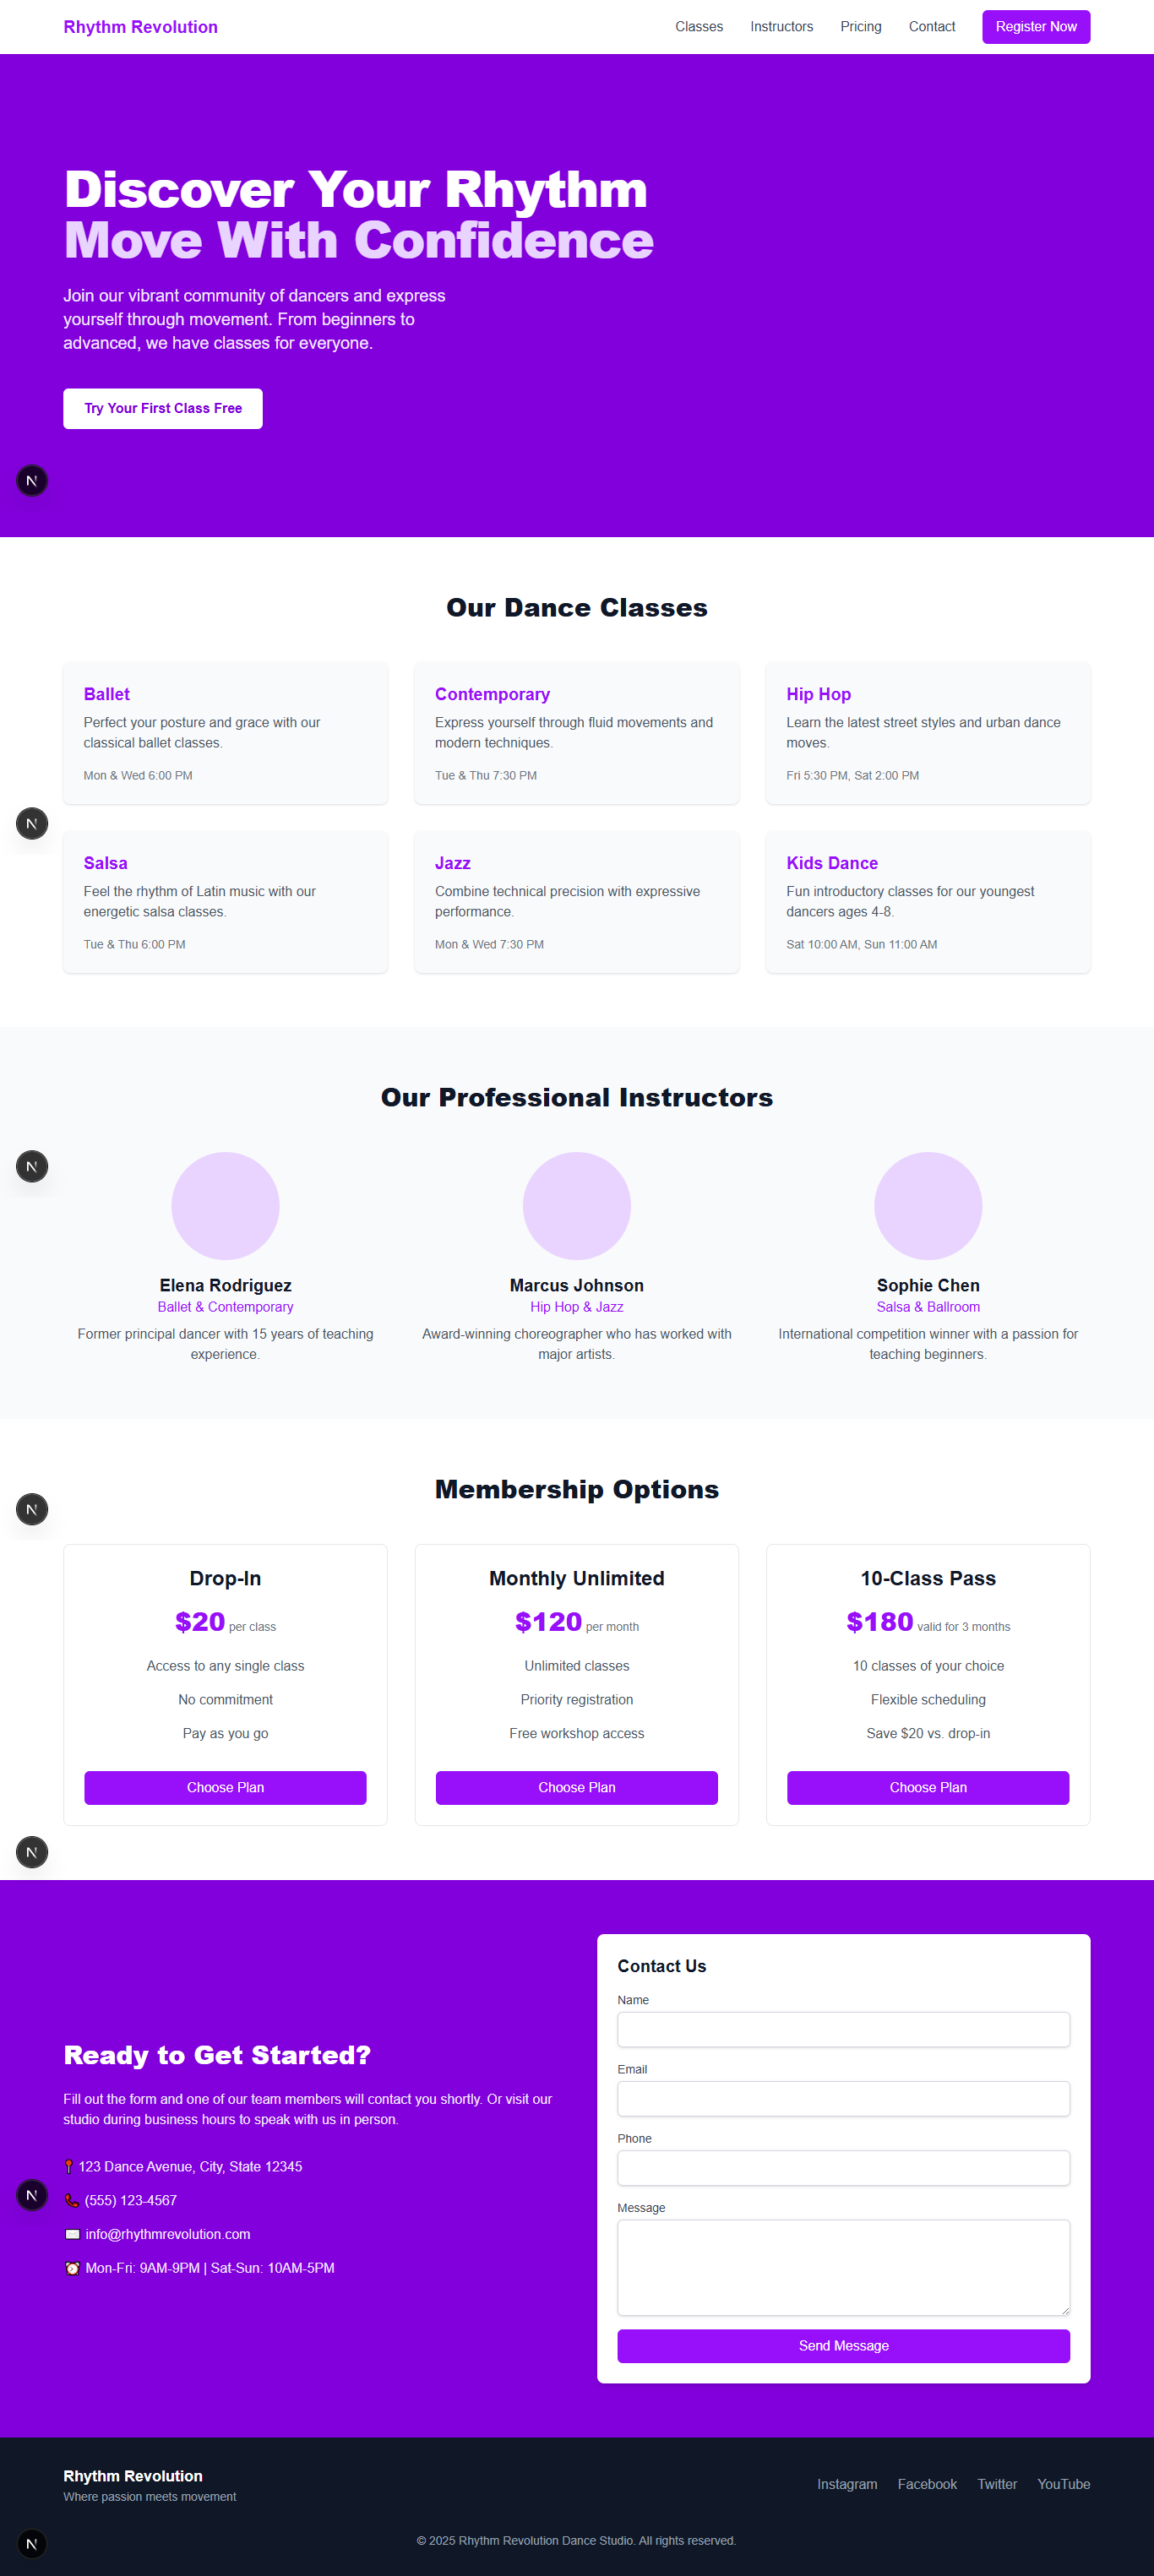 Rhythm Revolution
Classes
Instructors
Pricing
Contact
Register Now
Discover Your Rhythm
Move With Confidence
Join our vibrant community of dancers and express
yourself through movement. From beginners to
advanced, we have classes for everyone.
Try Your First Class Free
N
Our Dance Classes
Ballet
Perfect your posture and grace with our
classical ballet classes.
Mon & Wed 6:00 PM
Contemporary
Express yourself through fluid movements and
modern techniques.
Tue & Thu 7:30 PM
Hip Hop
Learn the latest street styles and urban dance
moves.
Fri 5:30 PM, Sat 2:00 PM
N
Salsa
Feel the rhythm of Latin music with our
energetic salsa classes.
Tue & Thu 6:00 PM
Jazz
Combine technical precision with expressive
performance.
Mon & Wed 7:30 PM
Kids Dance
Fun introductory classes for our youngest
dancers ages 4-8.
Sat 10:00 AM, Sun 11:00 AM
Our Professional Instructors
N
Elena Rodriguez
Ballet & Contemporary
Former principal dancer with 15 years of teaching
experience.
Marcus Johnson
Hip Hop & Jazz
Award-winning choreographer who has worked with
major artists.
Sophie Chen
Salsa & Ballroom
International competition winner with a passion for
teaching beginners.
Membership Options
N
Drop-In
$20 per class
Access to any single class
No commitment
Pay as you go
Choose Plan
Monthly Unlimited
$120 per month
Unlimited classes
Priority registration
Free workshop access
Choose Plan
10-Class Pass
$180 valid for 3 months
10 classes of your choice
Flexible scheduling
Save $20 vs. drop-in
Choose Plan
N
Ready to Get Started?
Fill out the form and one of our team members will contact you shortly. Or visit our
studio during business hours to speak with us in person.
📍 123 Dance Avenue, City, State 12345
📞 (555) 123-4567
N
✉️ info@rhythmrevolution.com
⏰ Mon-Fri: 9AM-9PM | Sat-Sun: 10AM-5PM
Contact Us
Name
Email
Phone
Message
Send Message
Rhythm Revolution
Where passion meets movement
Instagram
Facebook
Twitter
YouTube
N
© 2025 Rhythm Revolution Dance Studio. All rights reserved.